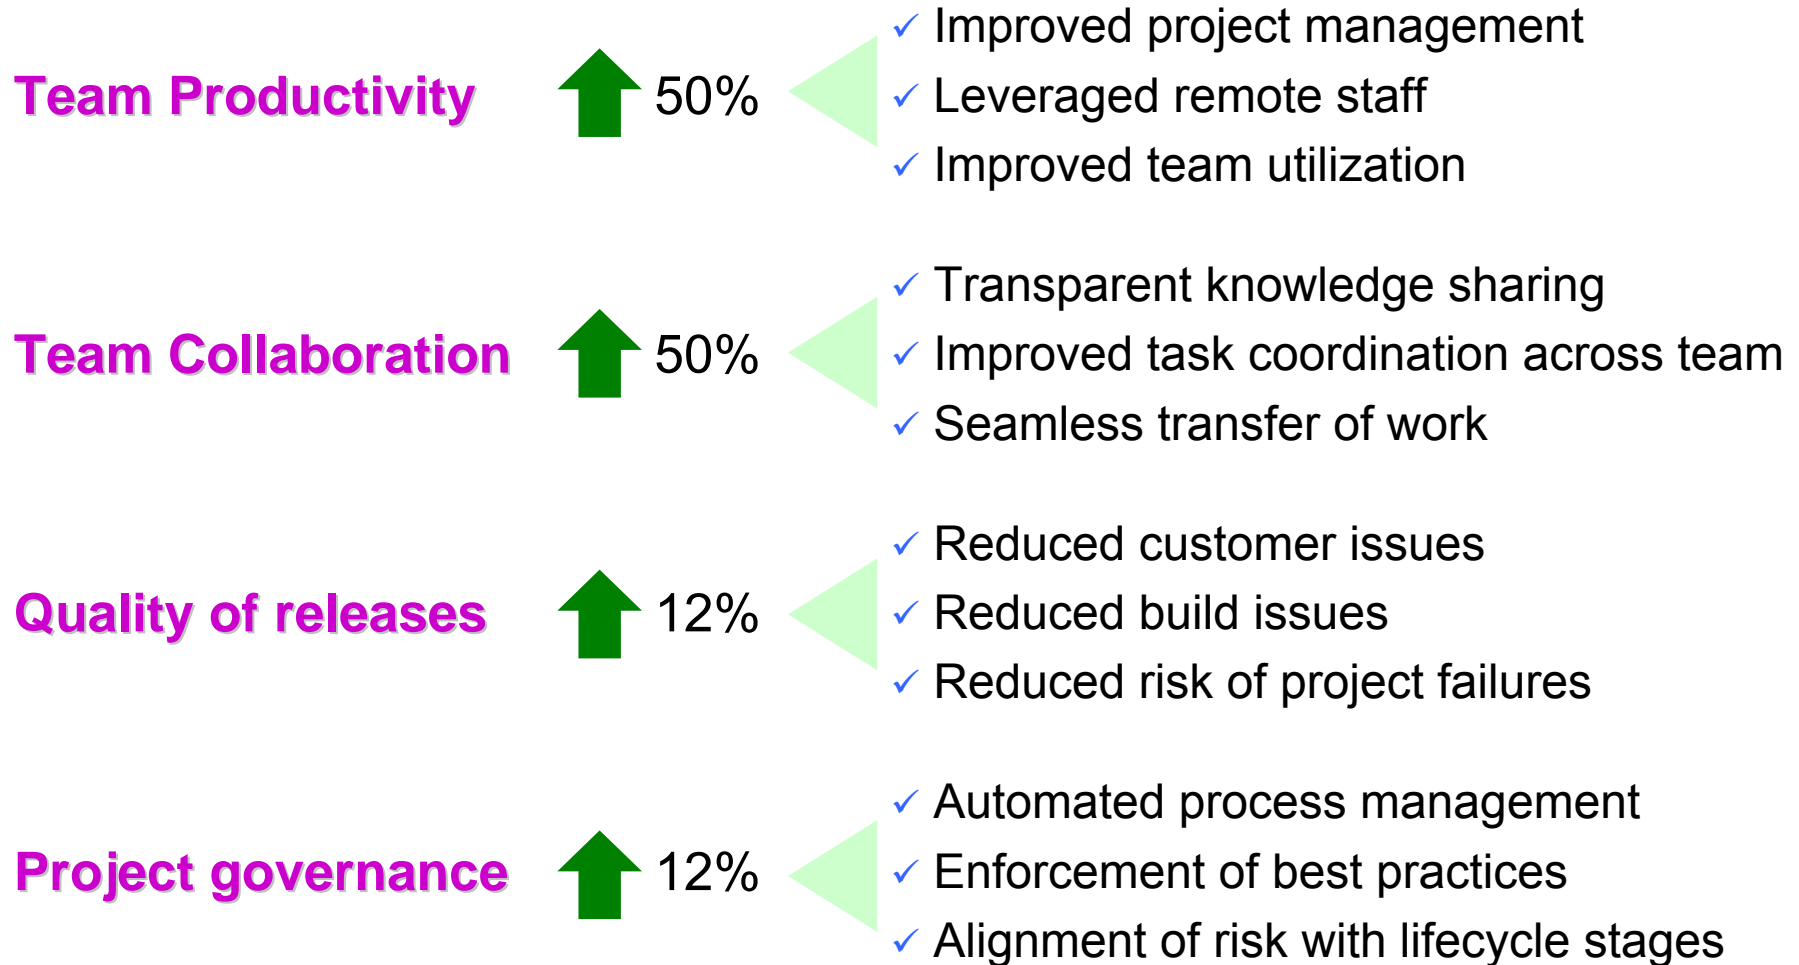 ✓ Improved project management
Team Productivity 50% ✓ Leveraged remote staff
✓ Improved team utilization
✓ Transparent knowledge sharing
Team Collaboration 50% ✓ Improved task coordination across team
✓ Seamless transfer of work
✓ Reduced customer issues
Quality of releases 12% ✓ Reduced build issues
✓ Reduced risk of project failures
✓ Automated process management
Project governance 12% ✓ Enforcement of best practices
✓ Alignment of risk with lifecycle stages